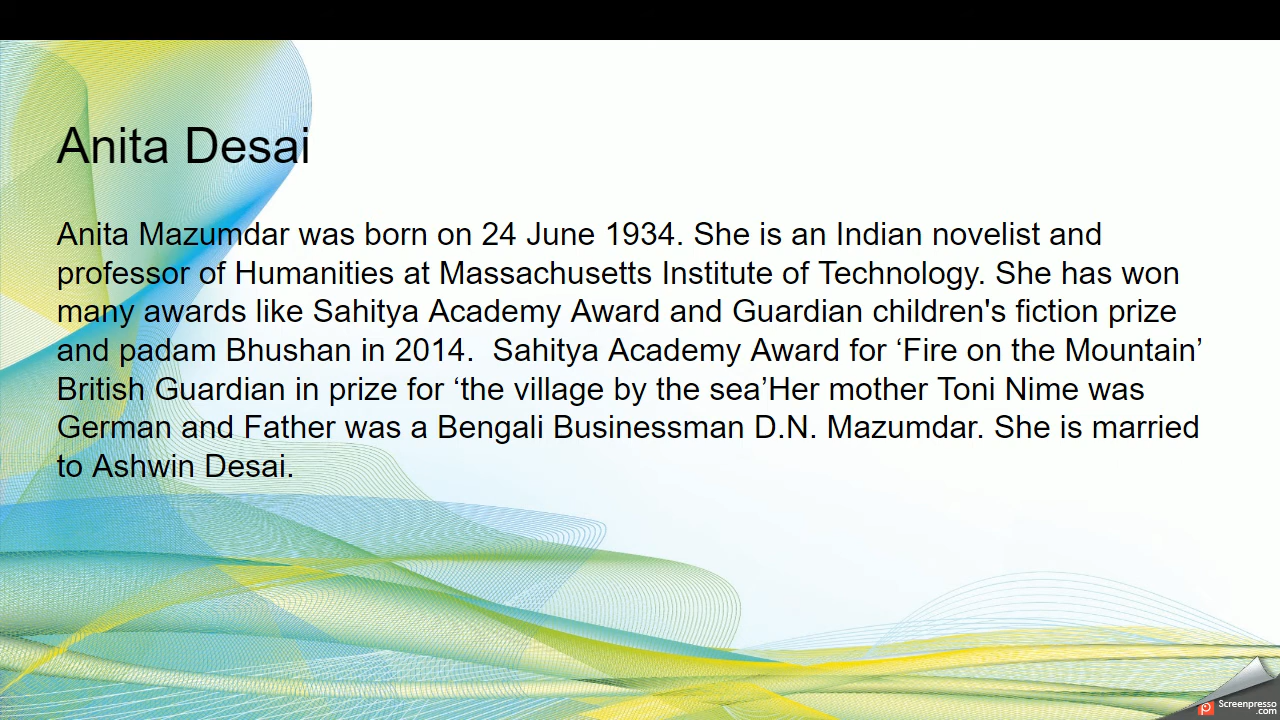 Anita Desai
Anita Mazumdar was born on 24 June 1934. She is an Indian novelist and
professor of Humanities at Massachusetts Institute of Technology. She has won
many awards like Sahitya Academy Award and Guardian children's fiction prize
and padam Bhushan in 2014.  Sahitya Academy Award for ‘Fire on the Mountain’
British Guardian in prize for ‘the village by the sea’Her mother Toni Nime was
German and Father was a Bengali Businessman D.N. Mazumdar. She is married
to Ashwin Desai.
Screenpresso
.com